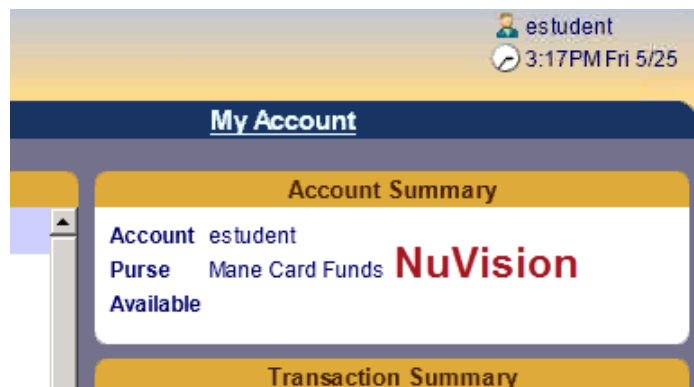 estudent
3:17PM Fri 5/25
My Account
Account Summary
Account estudent
Purse Mane Card Funds NuVision
Available
Transaction Summary